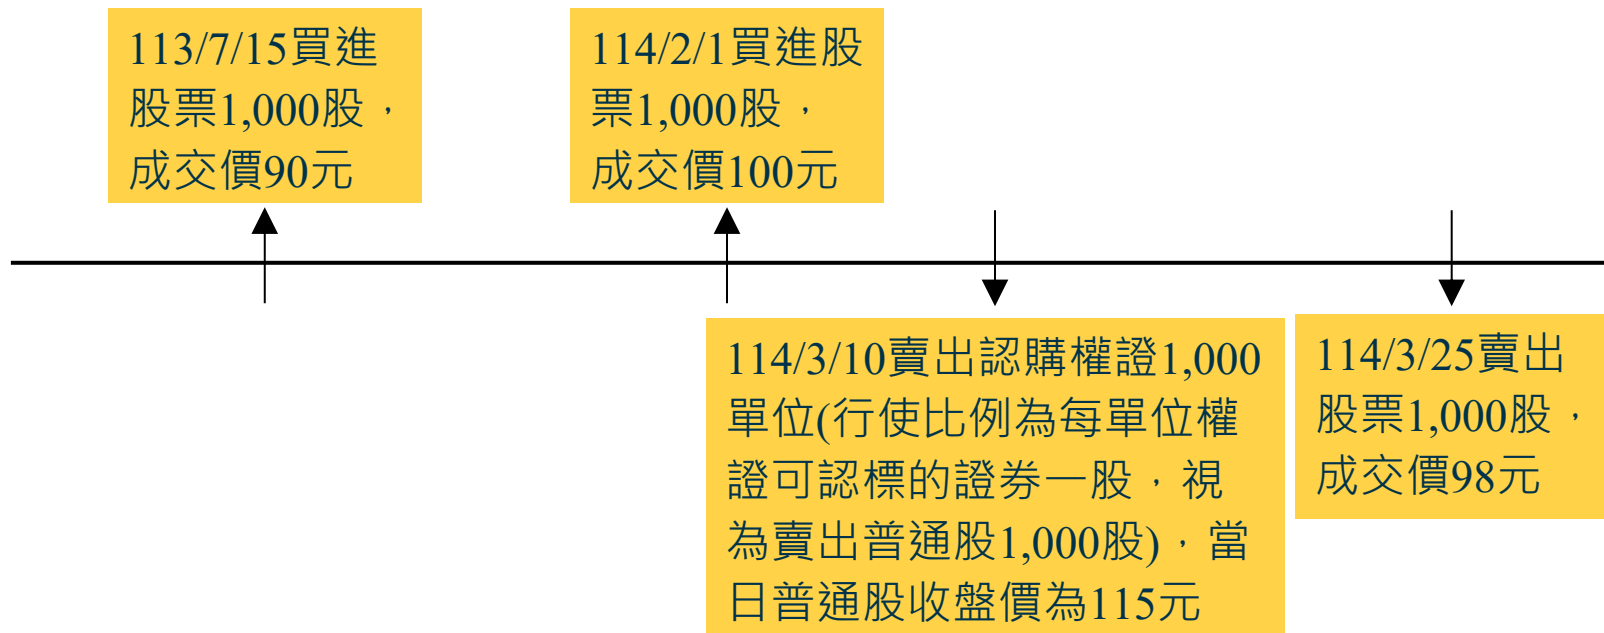 113/7/15買進
股票1,000股，
成交價90元
114/2/1買進股
票1,000股，
成交價100元
114/3/10賣出認購權證1,000
單位(行使比例為每單位權
證可認標的證券一股，視
為賣出普通股1,000股)，當
日普通股收盤價為115元
114/3/25賣出
股票1,000股，
成交價98元